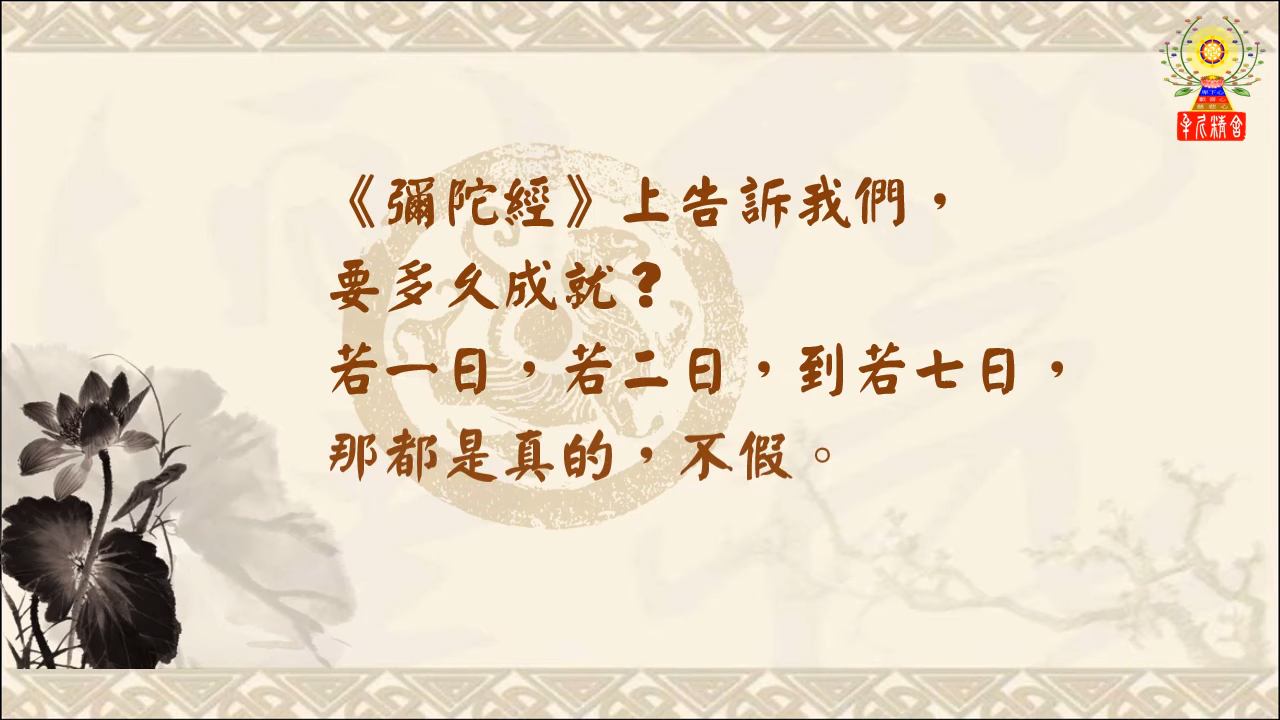 《彌陀經》上告訴我們，
要多久成就？
若一日，若二日，到若七日，
那都是真的，不假。